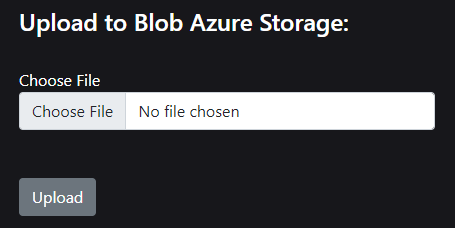 Upload to Blob Azure Storage:
Choose File
Choose File No file chosen
Upload